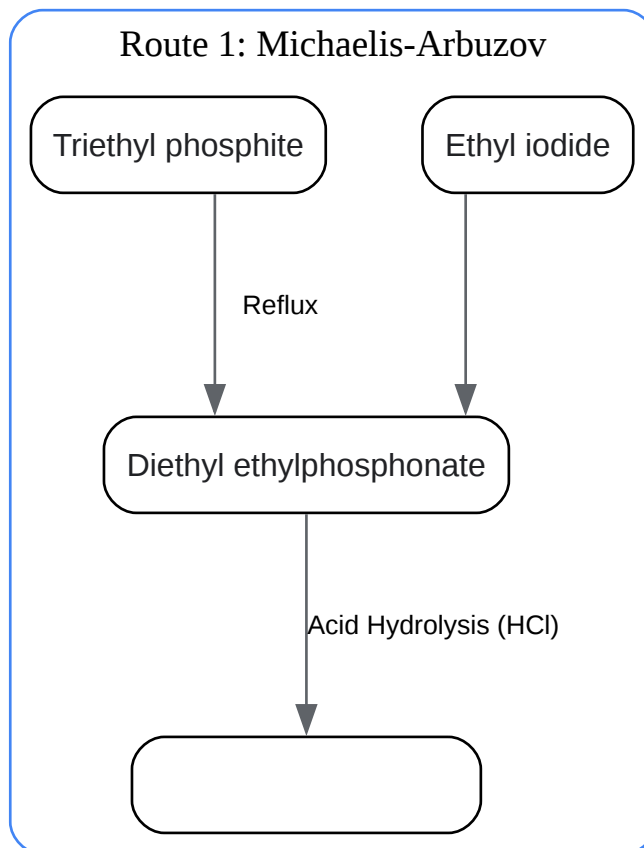 Route 1: Michaelis-Arbuzov
Triethyl phosphite
Ethyl iodide
Reflux
Diethyl ethylphosphonate
Acid Hydrolysis (HCl)